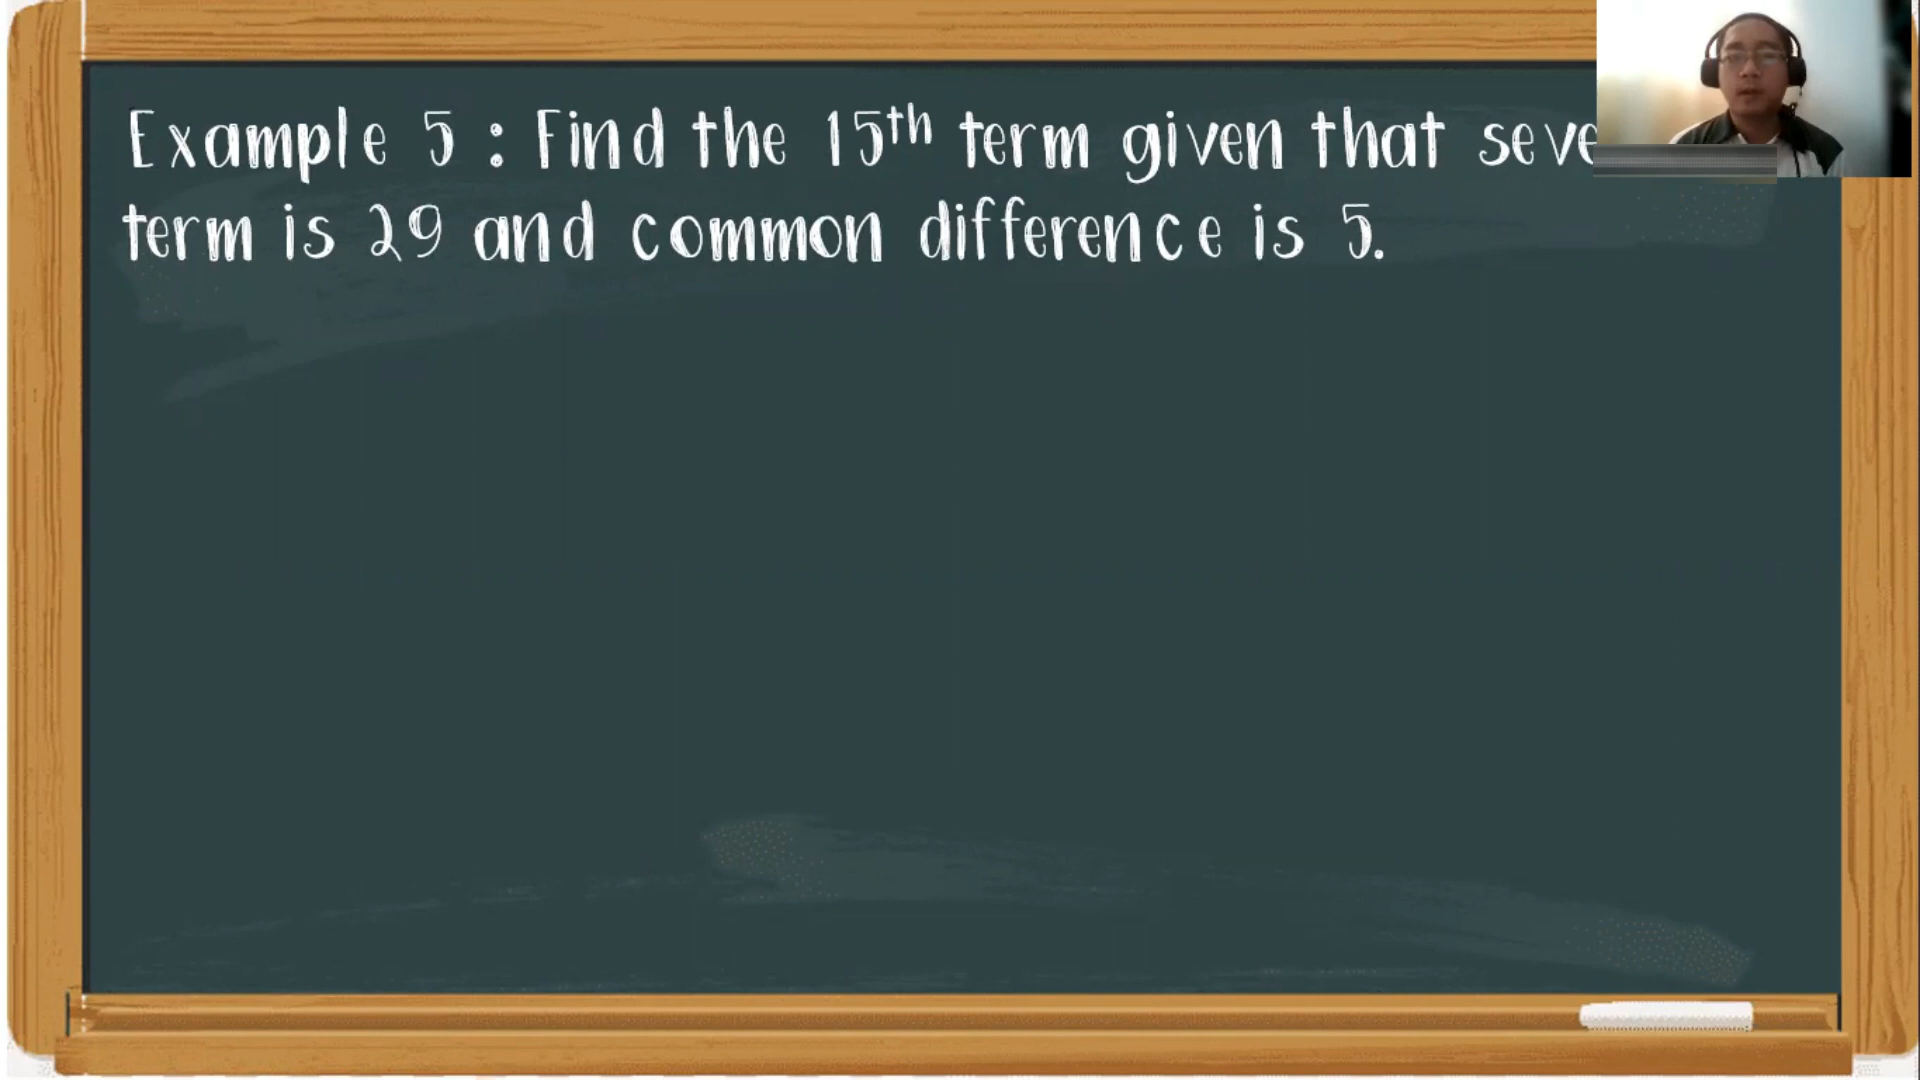 Example 5 : Find the 15th term given that seve
term is 29 and common difference is 5.